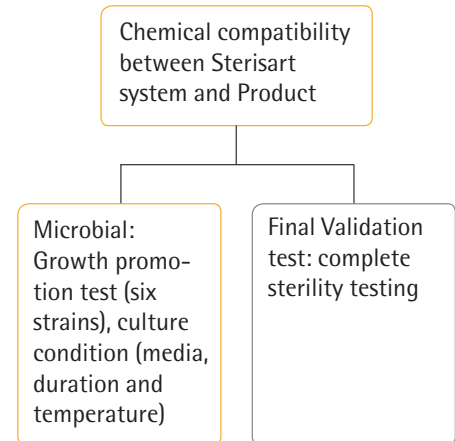 Chemical compatibility
between Sterisart
system and Product
Microbial:
Growth promo-
tion test (six
strains), culture
condition (media,
duration and
temperature)
Final Validation
test: complete
sterility testing